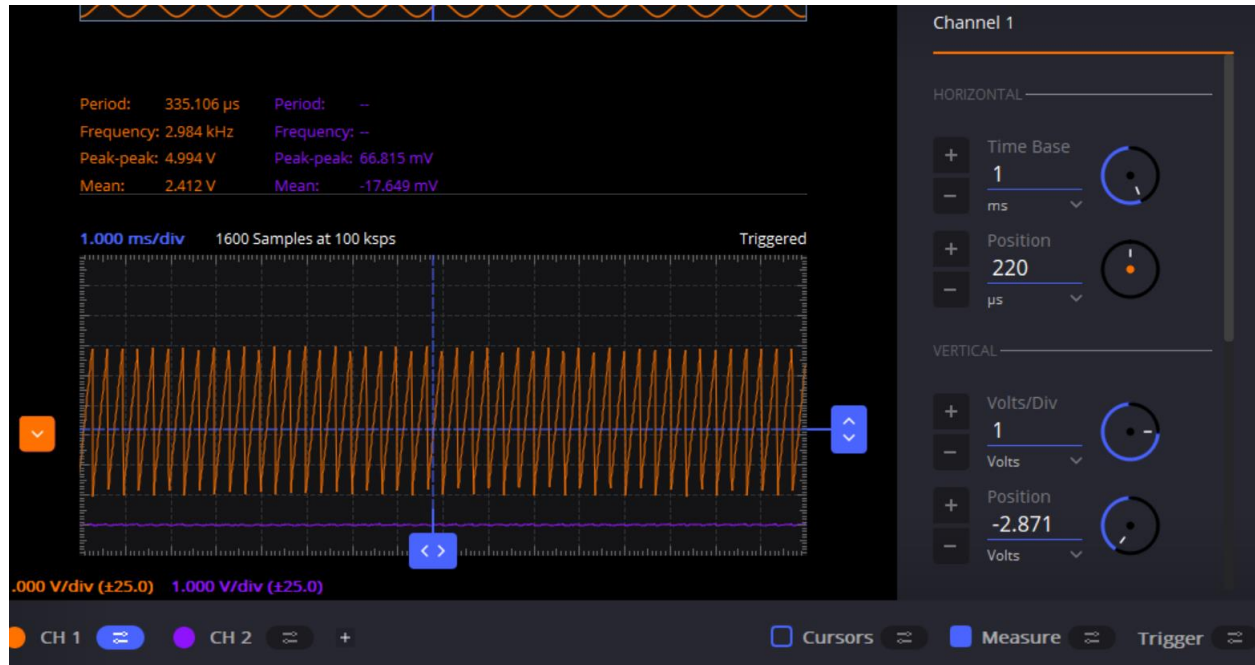 Channel 1
Period: 335.106 µs Period: --
Frequency: 2.984 kHz Frequency: --
Peak-peak: 4.994 V Peak-peak: 66.815 mV
Mean: 2.412 V Mean: -17.649 mV
1.000 ms/div 1600 Samples at 100 ksps Triggered
.000 V/div (±25.0) 1.000 V/div (±25.0)
HORIZONTAL
+ Time Base
1
- ms
+ Position
220
- µs
VERTICAL
+ Volts/Div
1
- Volts
+ Position
-2.871
- Volts
CH 1 CH 2 + Cursors Measure Trigger